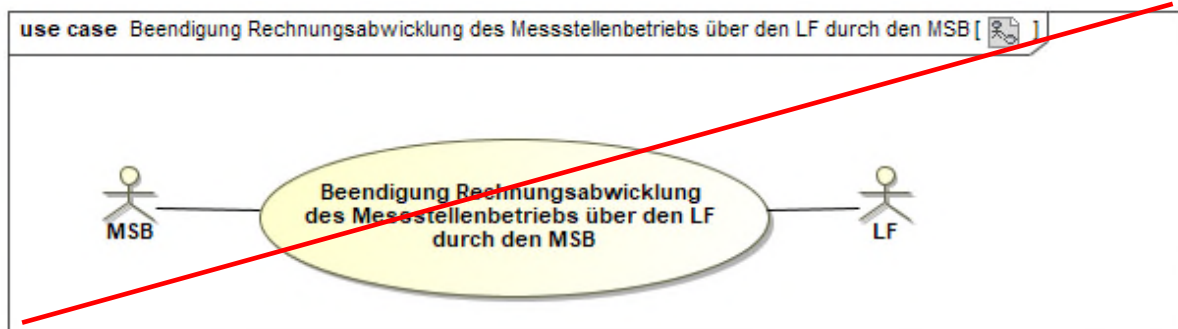 use case Beendigung Rechnungsabwicklung des Messstellenbetriebs über den LF durch den MSB [ ]
Beendigung Rechnungsabwicklung
des Messstellenbetriebs über den LF
durch den MSB
MSB
LF